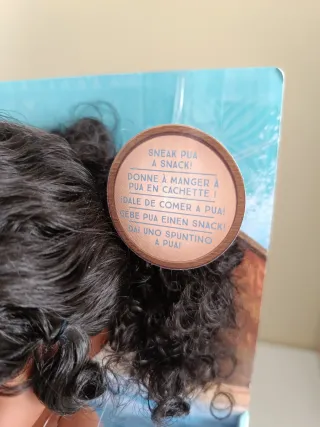 SNEAK PUA
A SNACK!
DONNE À MANGER À
PUA EN CACHETTE !
¡DALE DE COMER A PUA!
GEBE PUA EINEN SNACK!
DAI UNO SPUNTINO
A PUA!